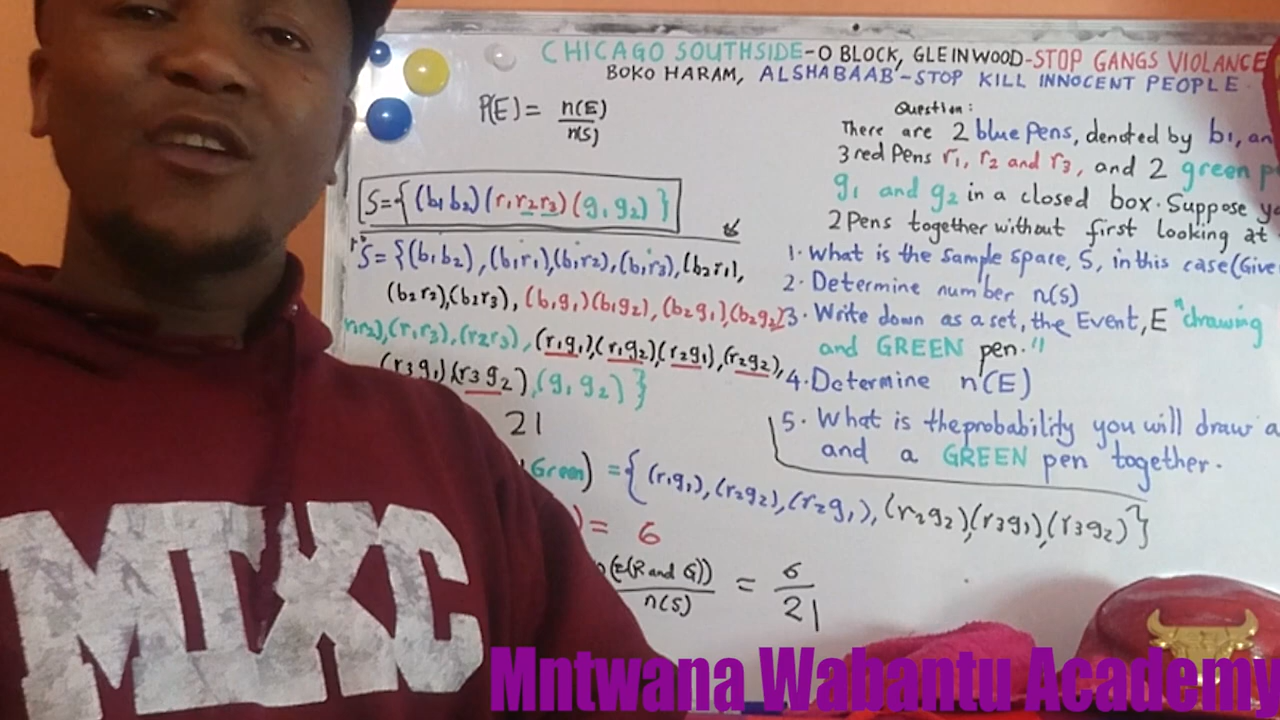 CHICAGO SOUTHSIDE-O BLOCK, GLEINWOOD-STOP GANGS VIOLANCE
BOKO HARAM, ALSHABAAB'-STOP KILL INNOCENT PEOPLE
P(E) = n(E)
n(S)
S={(b1b2)(r1r2r3)(g1g2)}
S={(b1b2),(b1r1),(b1r2),(b1r3),(b2r1),
(b2r2),(b2r3),(b1g1)(b1g2),(b2g1),(b2g2)
(r1r3),(r2r3),(r1g1),(r1g2)(r2g1),(r2g2),
(r3g1)(r3g2),(g1g2)}
21
Green) ={(r1g1),(r2g2),(r2g1),(r2g2)(r3g1)(r3g2)}
)= 6
(E(R and G)) = 6
n(S) 21
Question:
There are 2 blue Pens, denoted by b1,
3 red Pens r1, r2 and r3, and 2 green
g1 and g2 in a closed box. Suppose
2 Pens together without first looking at
1. What is the sample space, S, in this case
2. Determine number n(S)
3. Write down as a set, the Event, E "drawing
and GREEN pen."
4. Determine n(E)
5. What is the probability you will draw a
and a GREEN pen together.
MIXC
Mntwana Wabantu Academy